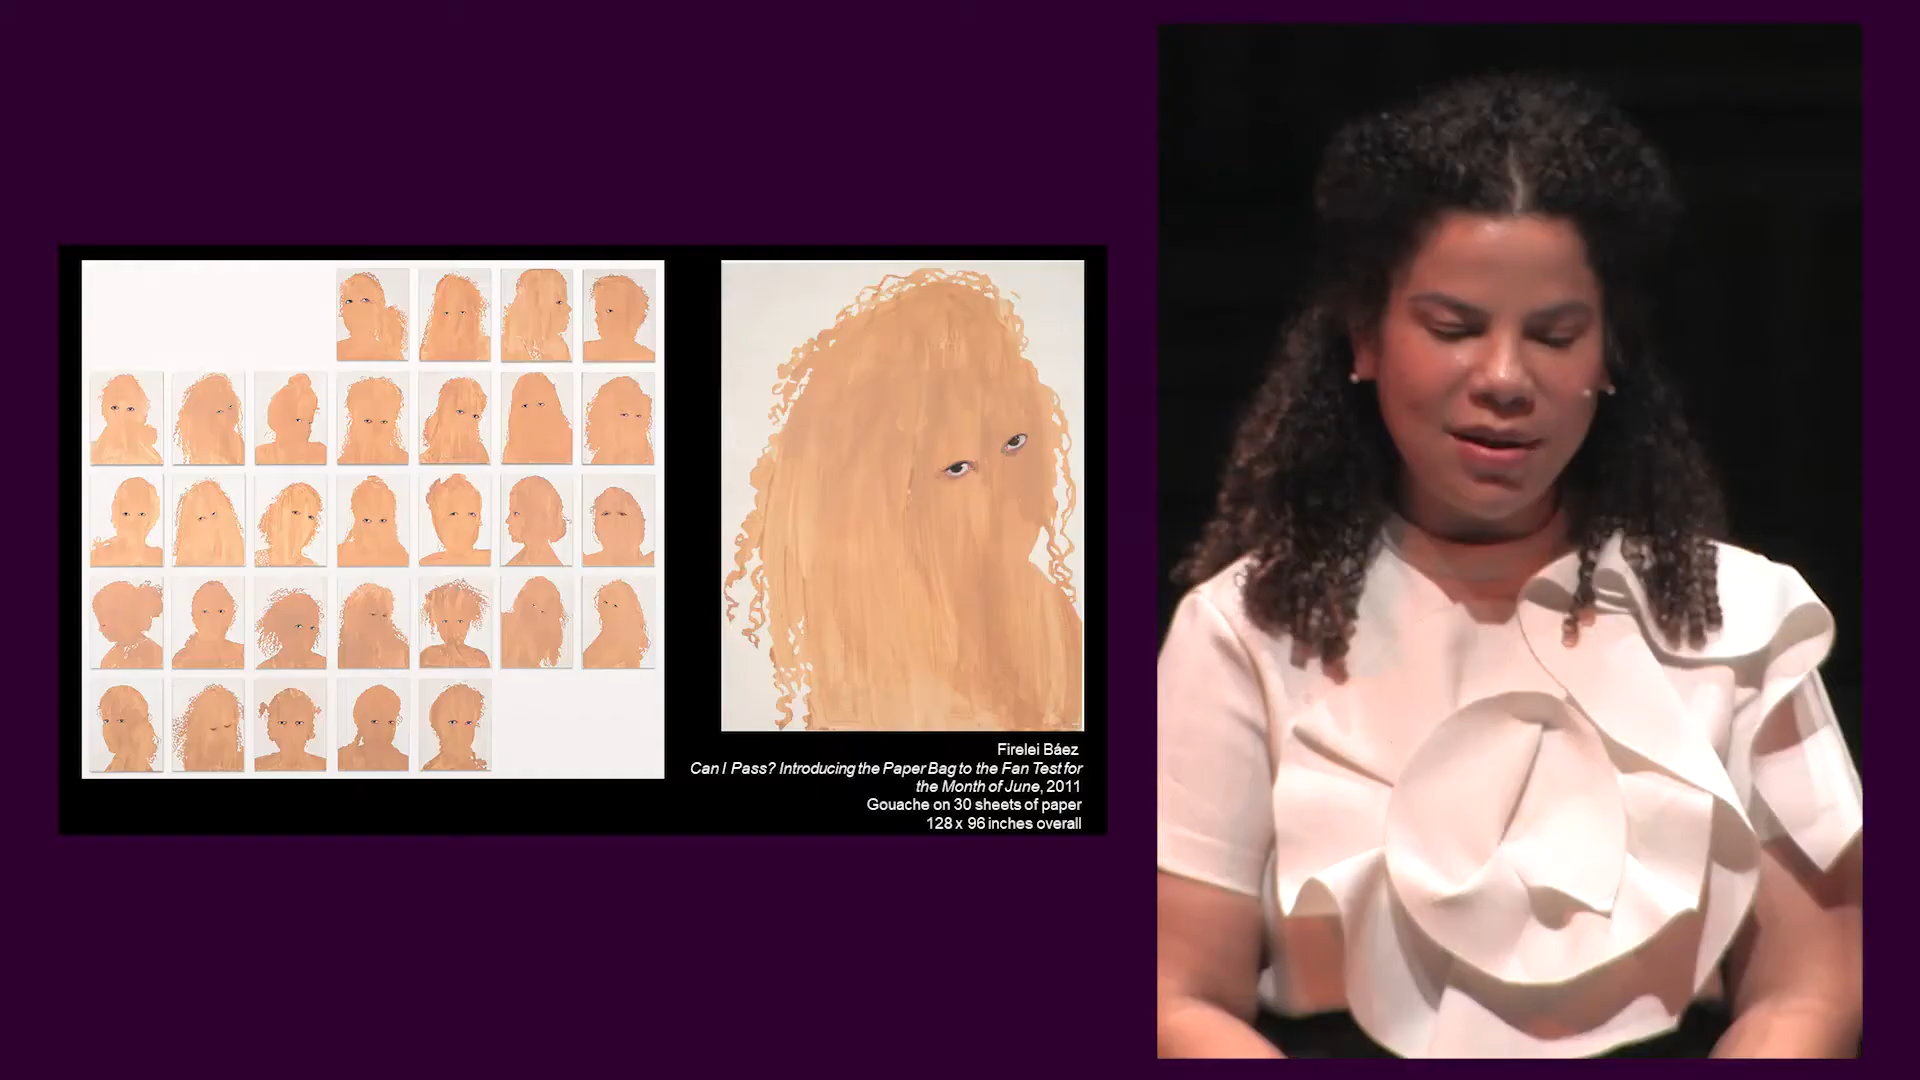 Firelei Báez
Can I Pass? Introducing the Paper Bag to the Fan Test for
the Month of June, 2011
Gouache on 30 sheets of paper
128 x 96 inches overall